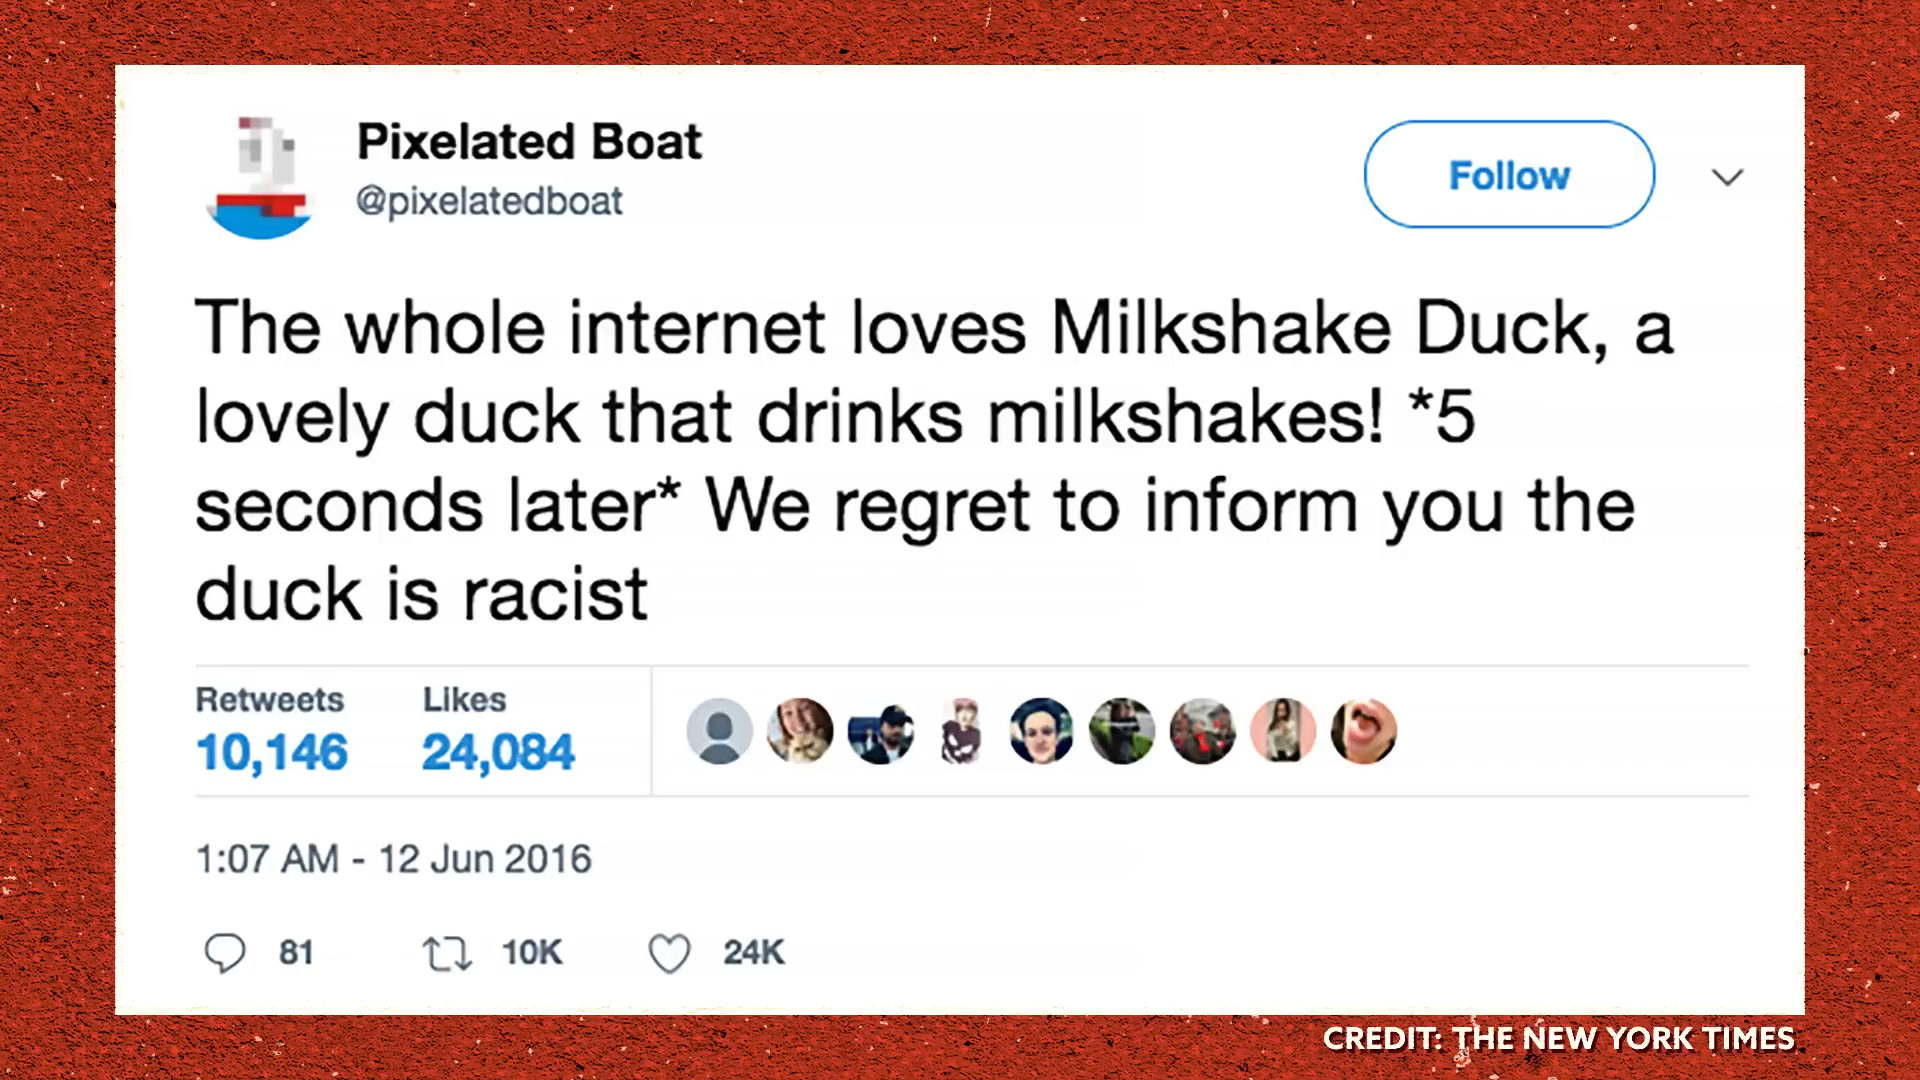 Pixelated Boat
@pixelatedboat
Follow
The whole internet loves Milkshake Duck, a
lovely duck that drinks milkshakes! *5
seconds later* We regret to inform you the
duck is racist
Retweets Likes
10,146 24,084
1:07 AM - 12 Jun 2016
81 10K 24K
CREDIT: THE NEW YORK TIMES